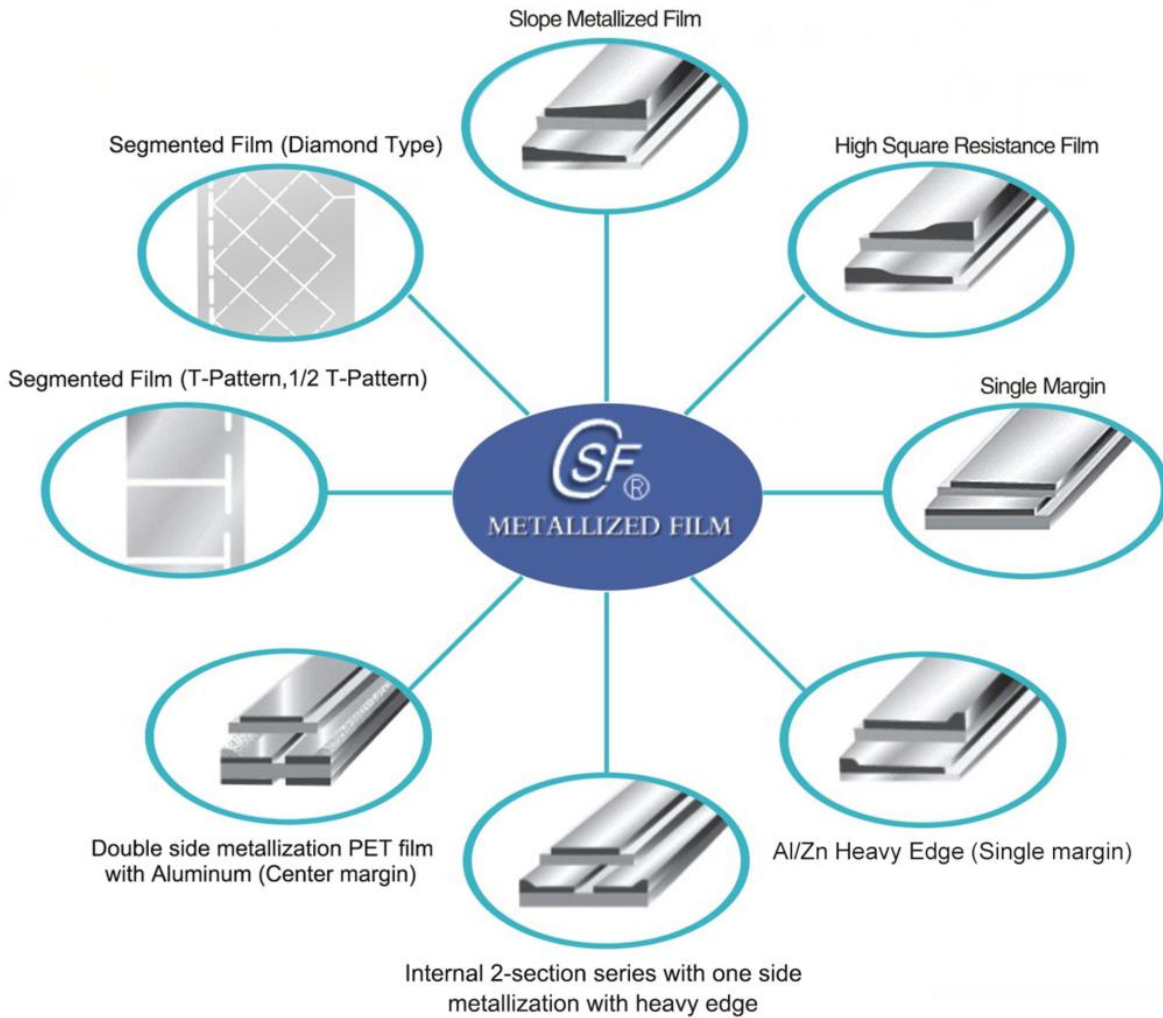 Slope Metallized Film
Segmented Film (Diamond Type)
High Square Resistance Film
Segmented Film (T-Pattern,1/2 T-Pattern)
Single Margin
CSF®
METALLIZED FILM
Double side metallization PET film
with Aluminum (Center margin)
Al/Zn Heavy Edge (Single margin)
Internal 2-section series with one side
metallization with heavy edge